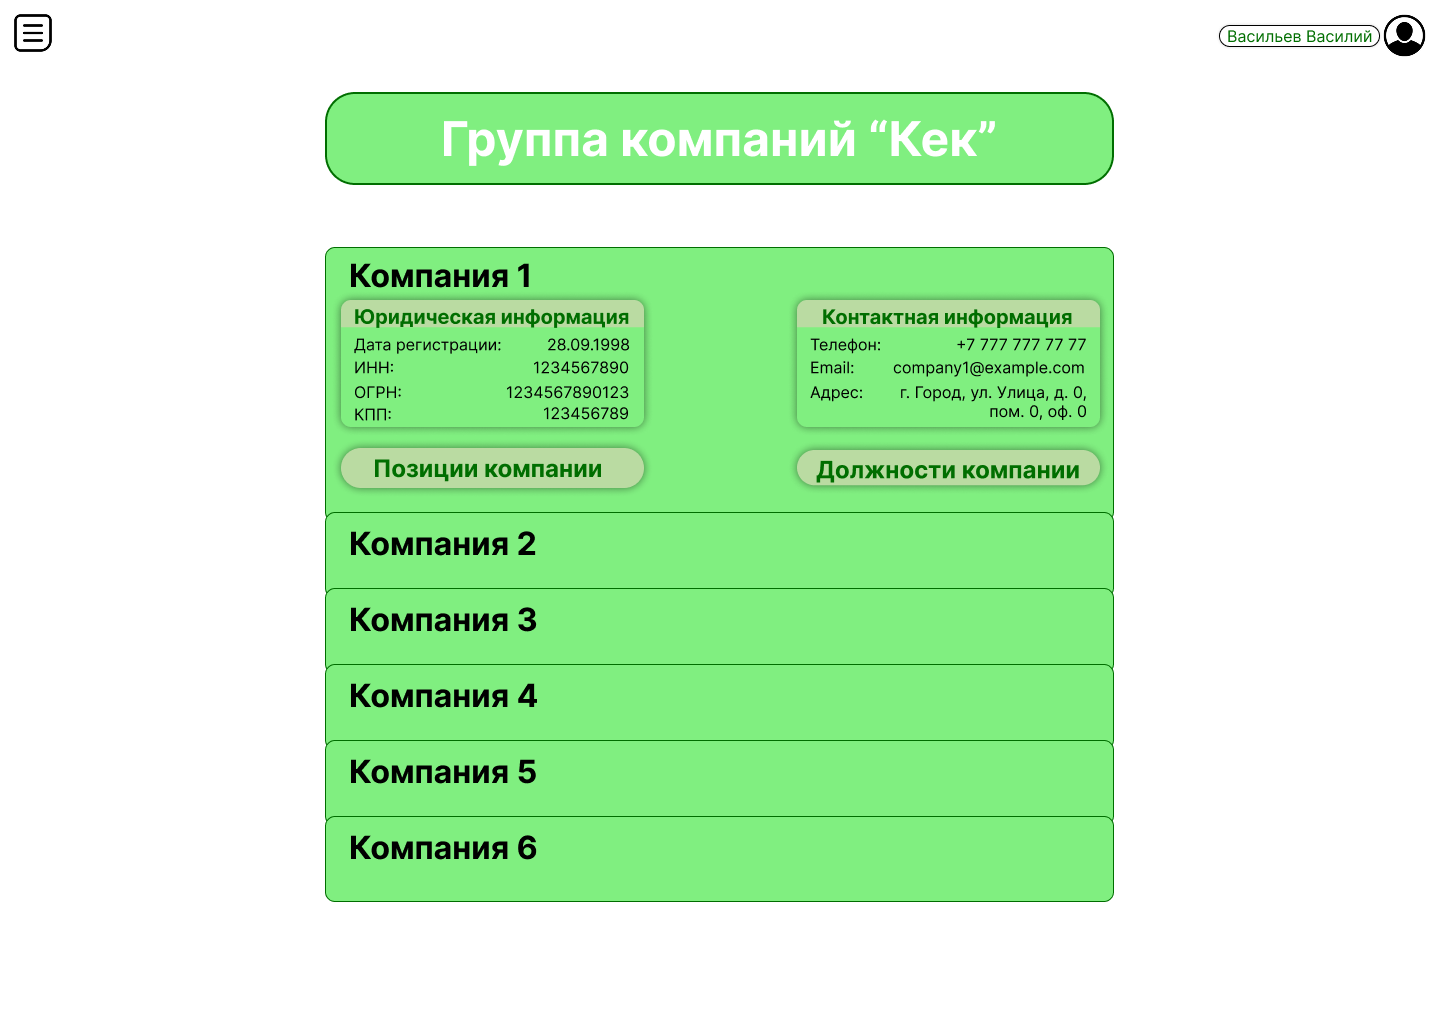 Васильев Василий
Группа компаний “Кек”
Компания 1
Юридическая информация
Дата регистрации: 28.09.1998
ИНН: 1234567890
ОГРН: 1234567890123
КПП: 123456789
Контактная информация
Телефон: +7 777 777 77 77
Email: company1@example.com
Адрес: г. Город, ул. Улица, д. 0,
пом. 0, оф. 0
Позиции компании
Должности компании
Компания 2
Компания 3
Компания 4
Компания 5
Компания 6